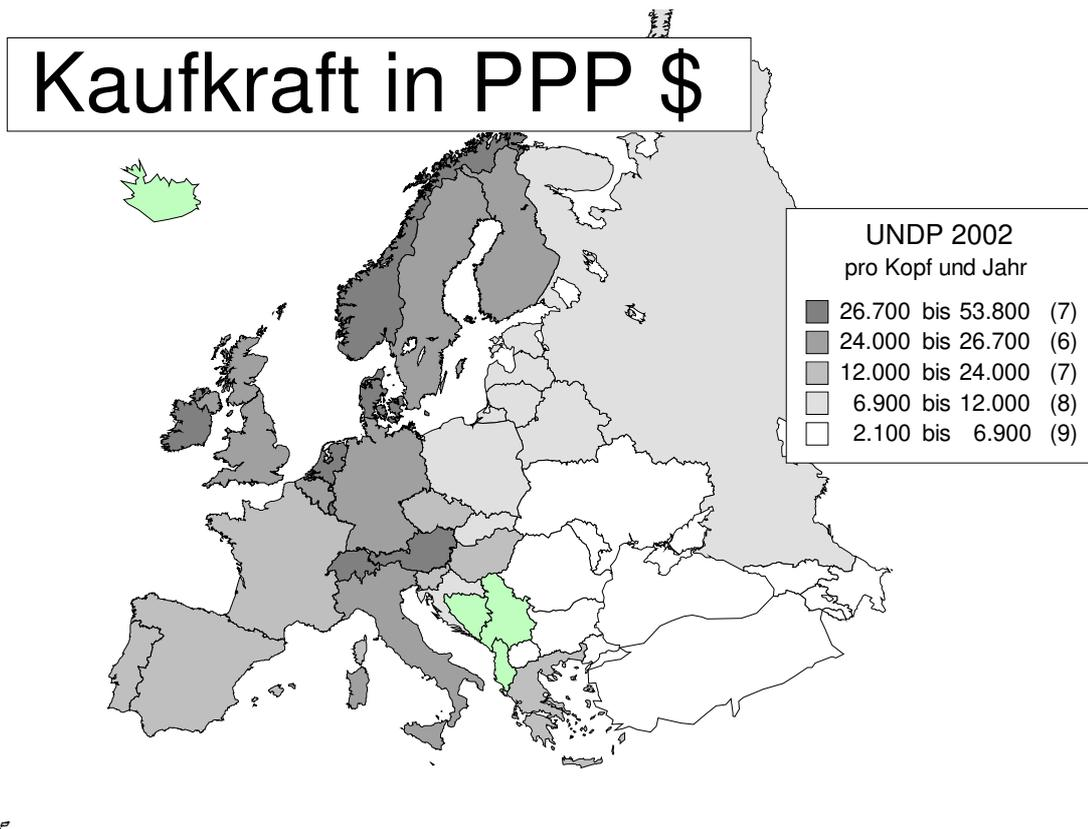 Kaufkraft in PPP $
UNDP 2002
pro Kopf und Jahr
26.700 bis 53.800 (7)
24.000 bis 26.700 (6)
12.000 bis 24.000 (7)
6.900 bis 12.000 (8)
2.100 bis 6.900 (9)